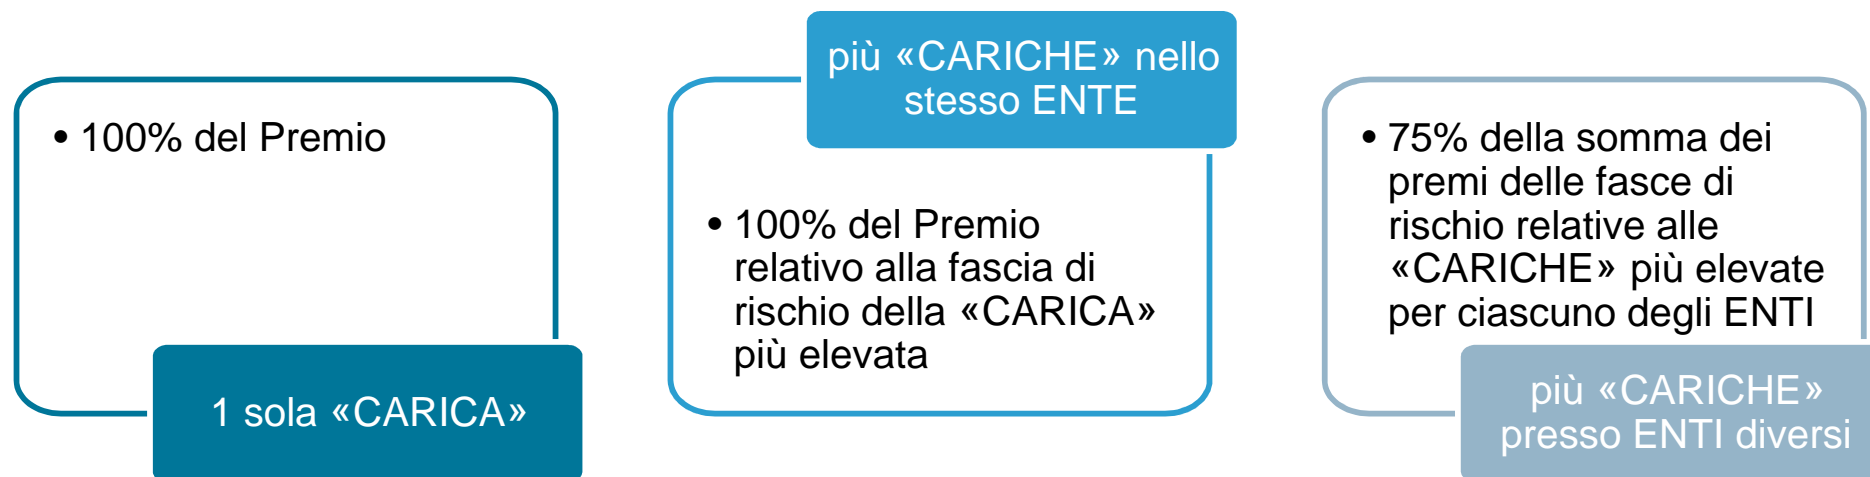 • 100% del Premio
1 sola «CARICA»
più «CARICHE» nello
stesso ENTE
• 100% del Premio
relativo alla fascia di
rischio della «CARICA»
più elevata
• 75% della somma dei
premi delle fasce di
rischio relative alle
«CARICHE» più elevate
per ciascuno degli ENTI
più «CARICHE»
presso ENTI diversi